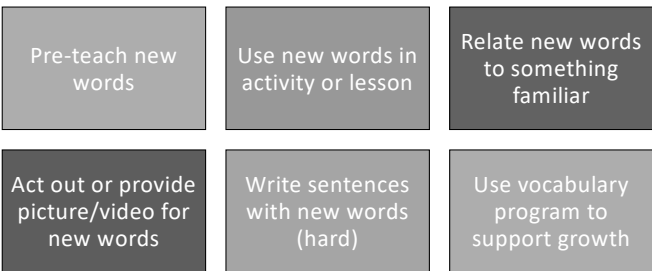 Pre-teach new
words
Use new words in
activity or lesson
Relate new words
to something
familiar
Act out or provide
picture/video for
new words
Write sentences
with new words
(hard)
Use vocabulary
program to
support growth